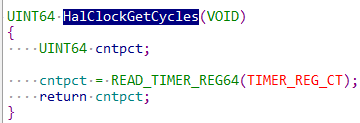 UINT64 HalClockGetCycles(VOID)
{
    UINT64 cntpct;

    cntpct = READ_TIMER_REG64(TIMER_REG_CT);
    return cntpct;
}